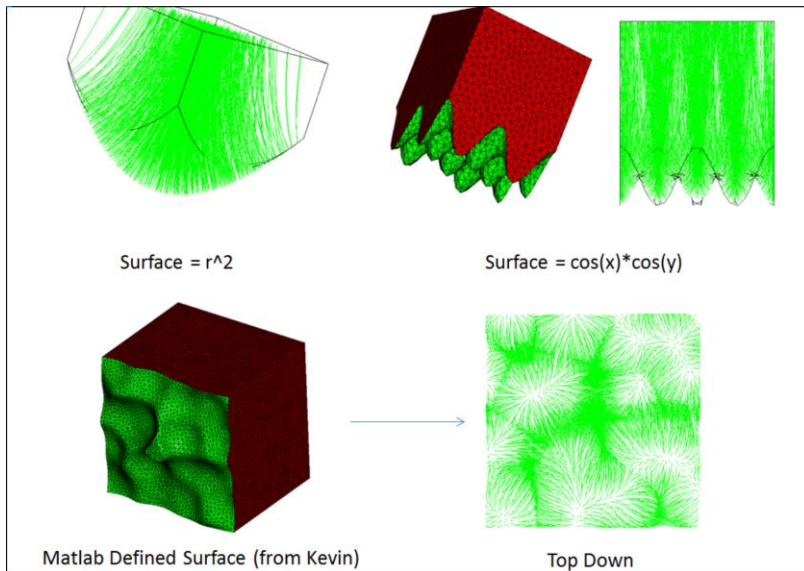 Surface = r^2
Surface = cos(x)*cos(y)
Matlab Defined Surface (from Kevin)
Top Down